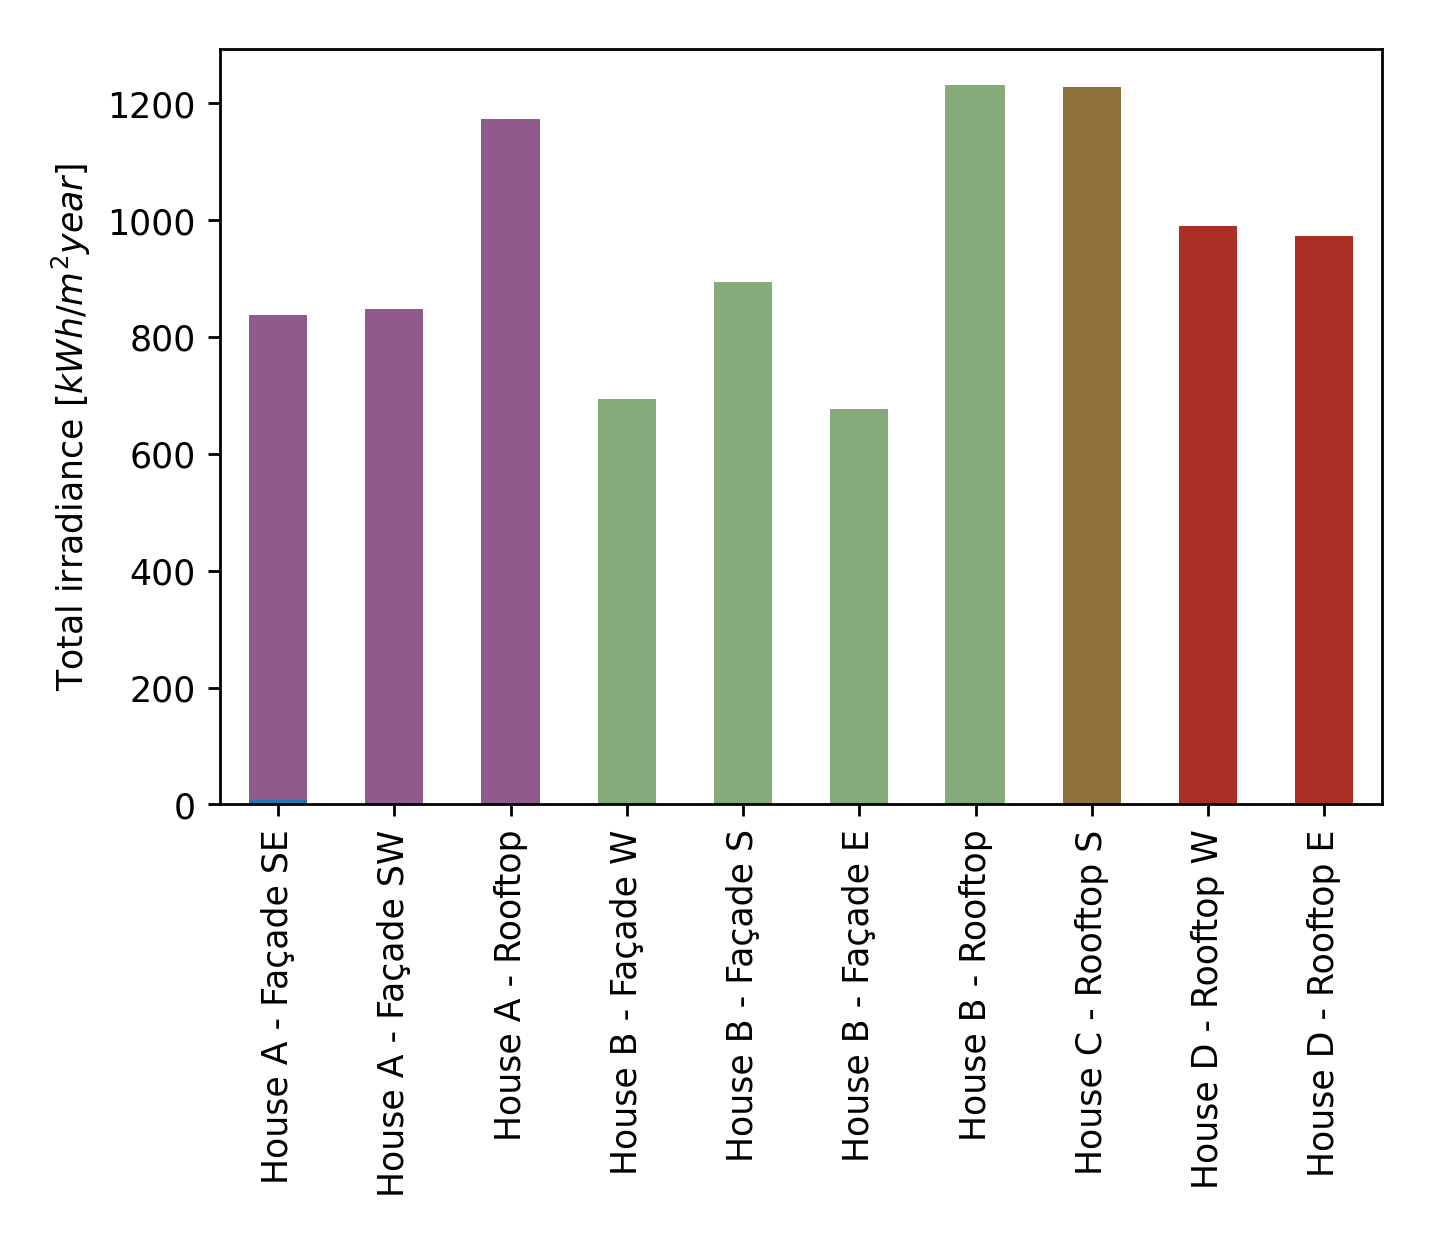 Total irradiance [kWh/m²year]
1200
1000
800
600
400
200
0
House A - Façade SE
House A - Façade SW
House A - Rooftop
House B - Façade W
House B - Façade S
House B - Façade E
House B - Rooftop
House C - Rooftop S
House D - Rooftop W
House D - Rooftop E